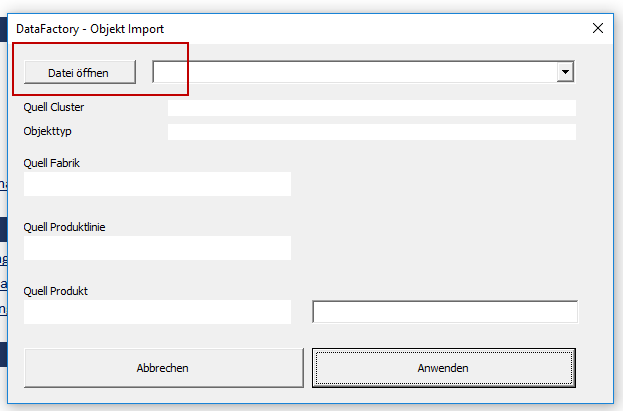 DataFactory - Objekt Import
Datei öffnen
Quell Cluster
Objekttyp
Quell Fabrik
Quell Produktlinie
Quell Produkt
Abbrechen Anwenden